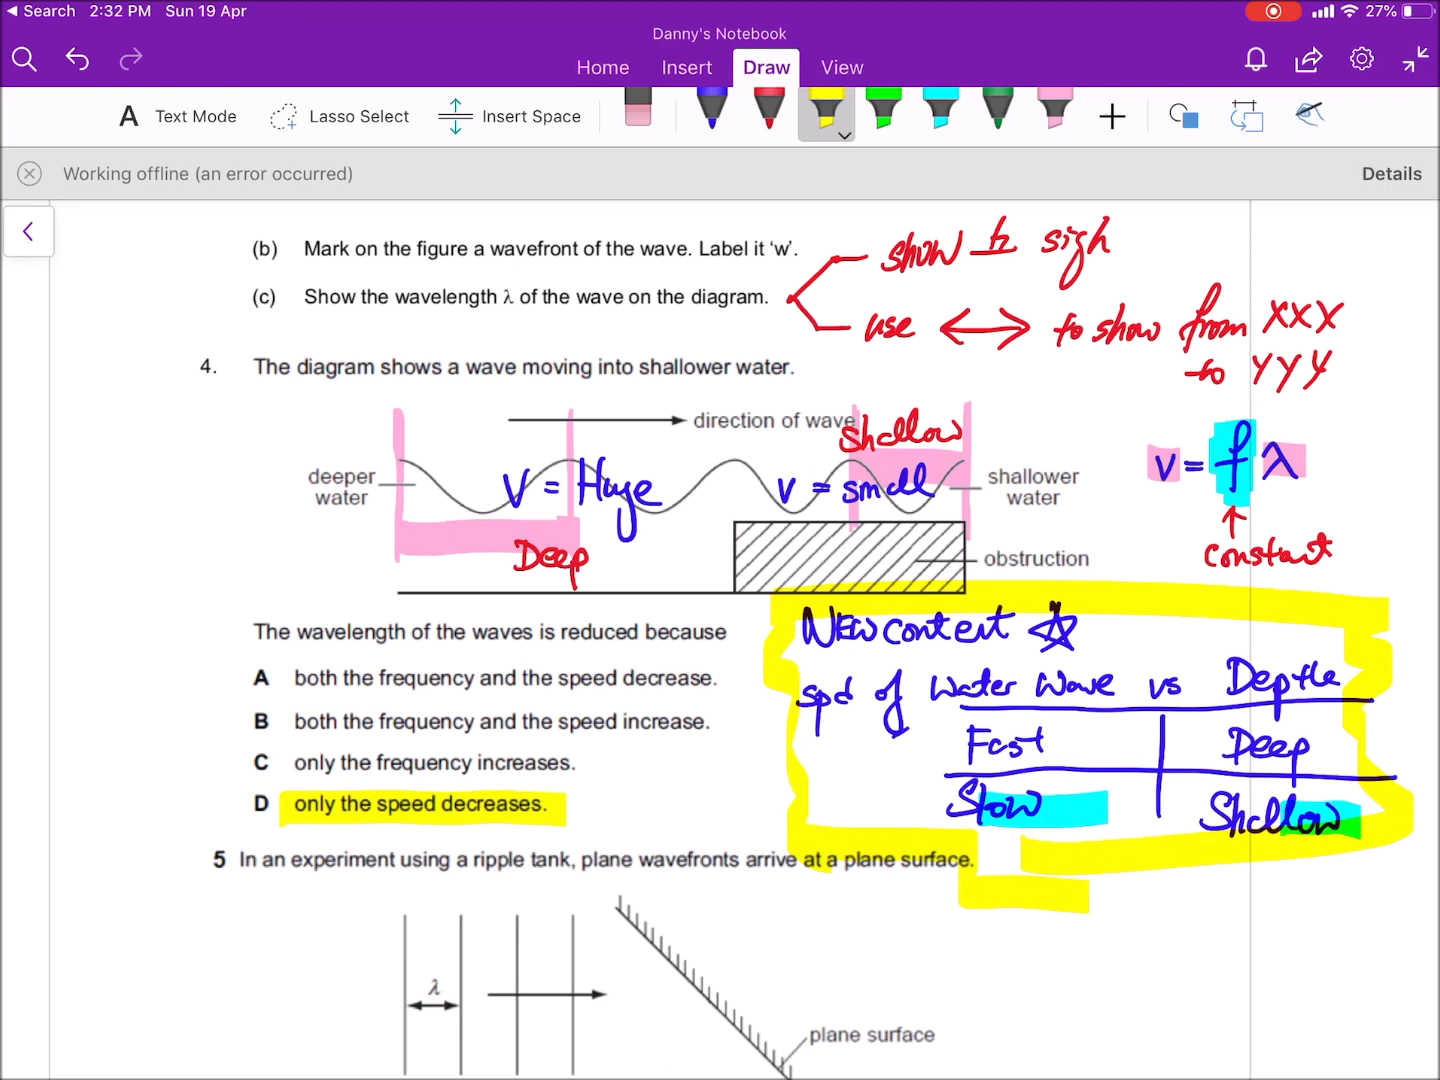 Search 2:32 PM Sun 19 Apr 27%
Danny's Notebook
Home Insert Draw View
A Text Mode Lasso Select Insert Space
Working offline (an error occurred) Details
(b) Mark on the figure a wavefront of the wave. Label it ‘w’.
show to sigh
(c) Show the wavelength λ of the wave on the diagram.
use ↔ to show from XXX
to YYY
4. The diagram shows a wave moving into shallower water.
direction of wave
Shallow
deeper water
V = Huge
V = small
shallower water
V = f λ
Deep
obstruction
↑
constant
The wavelength of the waves is reduced because
NEW content ☆
A both the frequency and the speed decrease.
spd of Water Wave vs Depth
B both the frequency and the speed increase.
Fast Deep
C only the frequency increases.
D only the speed decreases.
Slow Shallow
5 In an experiment using a ripple tank, plane wavefronts arrive at a plane surface.
λ
plane surface